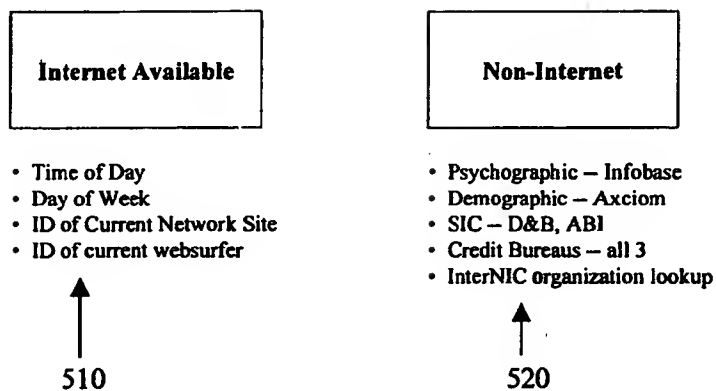 Internet Available
Non-Internet
• Time of Day
• Day of Week
• ID of Current Network Site
• ID of current websurfer
510
• Psychographic – Infobase
• Demographic – Axciom
• SIC – D&B, ABI
• Credit Bureaus – all 3
• InterNIC organization lookup
520